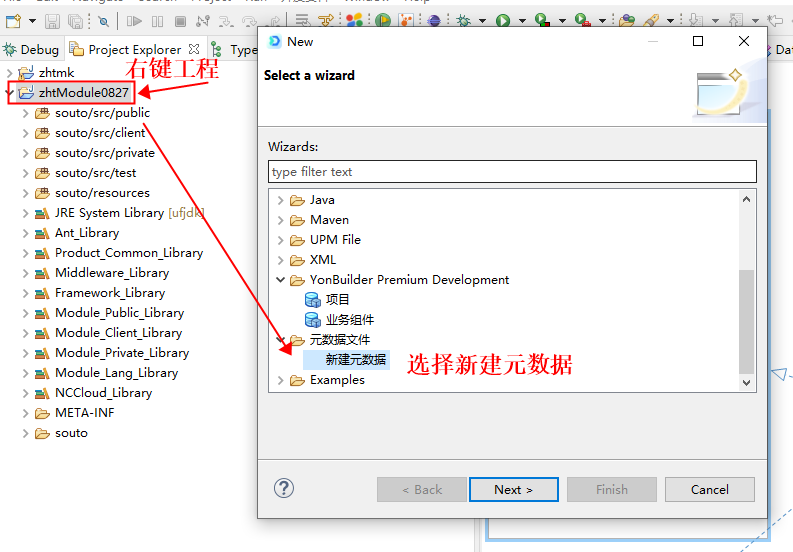 Debug
Project Explorer
Type
New
右键工程
zhtmk
zhtModule0827
souto/src/public
souto/src/client
souto/src/private
souto/src/test
souto/resources
JRE System Library [ufjdk]
Ant_Library
Product_Common_Library
Middleware_Library
Framework_Library
Module_Public_Library
Module_Client_Library
Module_Private_Library
Module_Lang_Library
NCCloud_Library
META-INF
souto
Select a wizard
Wizards:
type filter text
Java
Maven
UPM File
XML
YonBuilder Premium Development
项目
业务组件
元数据文件
新建元数据
选择新建元数据
Examples
?
< Back
Next >
Finish
Cancel
Da